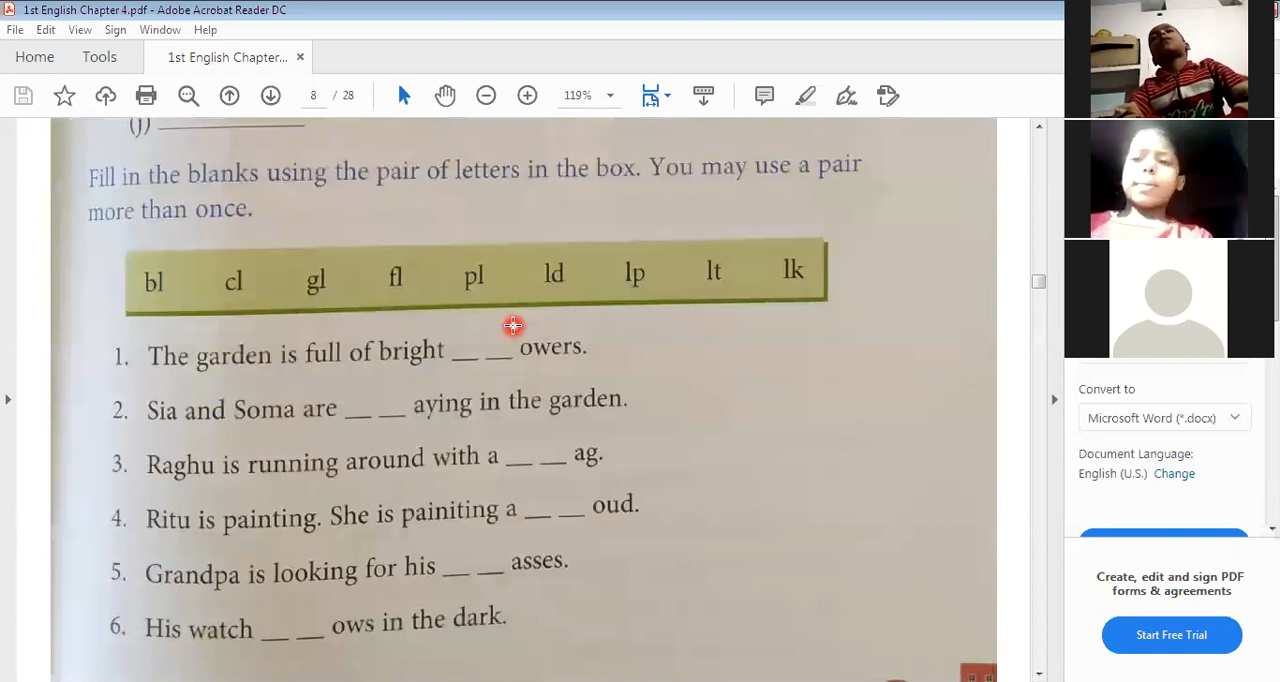 1st English Chapter 4.pdf - Adobe Acrobat Reader DC
File Edit View Sign Window Help
Home Tools 1st English Chapter... ×
8 / 28 119%
(j) __________
Fill in the blanks using the pair of letters in the box. You may use a pair
more than once.
bl cl gl fl pl ld lp lt lk
1. The garden is full of bright __ __ owers.
2. Sia and Soma are __ __ aying in the garden.
3. Raghu is running around with a __ __ ag.
4. Ritu is painting. She is painiting a __ __ oud.
5. Grandpa is looking for his __ __ asses.
6. His watch __ __ ows in the dark.
Convert to
Microsoft Word (*.docx)
Document Language:
English (U.S.) Change
Create, edit and sign PDF
forms & agreements
Start Free Trial